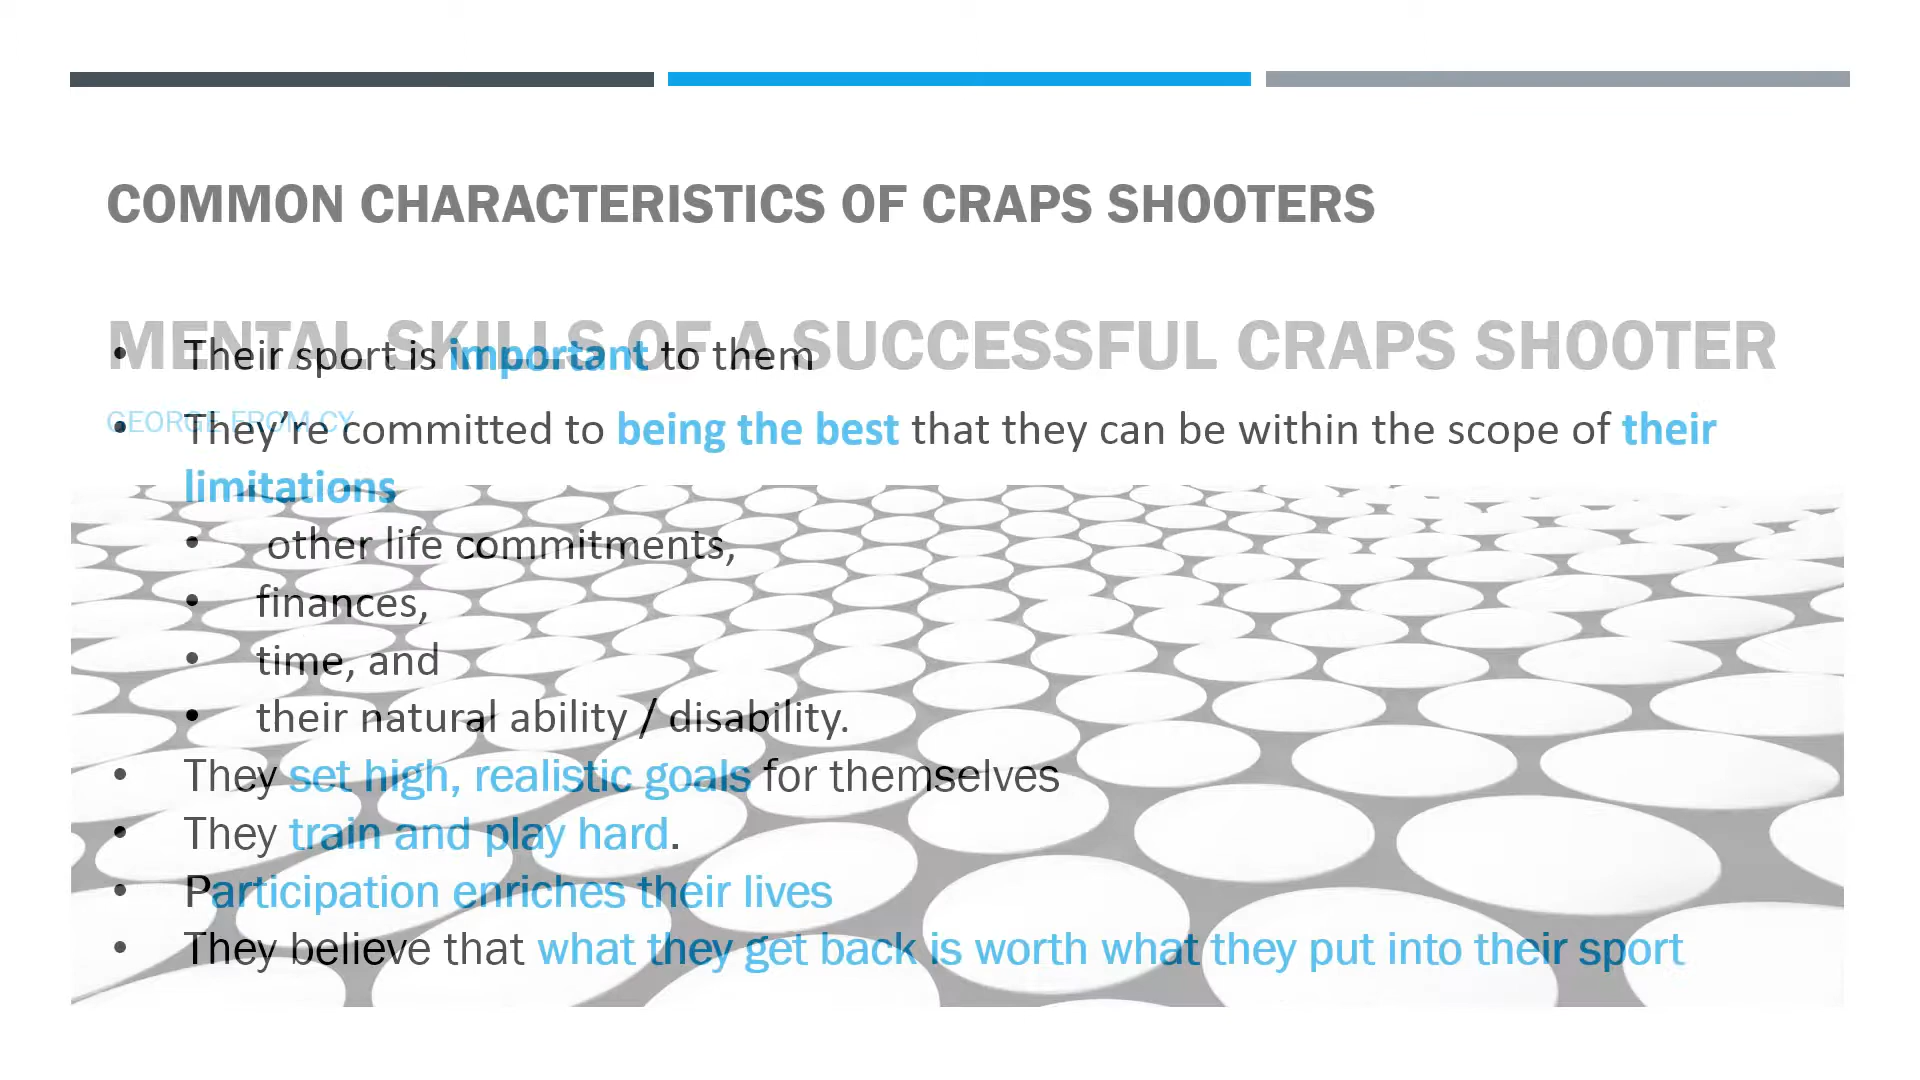 COMMON CHARACTERISTICS OF CRAPS SHOOTERS
MENTAL SKILLS OF A SUCCESSFUL CRAPS SHOOTER
GEORGE FROM CY
• Their sport is important to them
• They’re committed to being the best that they can be within the scope of their
limitations
• other life commitments,
• finances,
• time, and
• their natural ability / disability.
• They set high, realistic goals for themselves
• They train and play hard.
• Participation enriches their lives
• They believe that what they get back is worth what they put into their sport